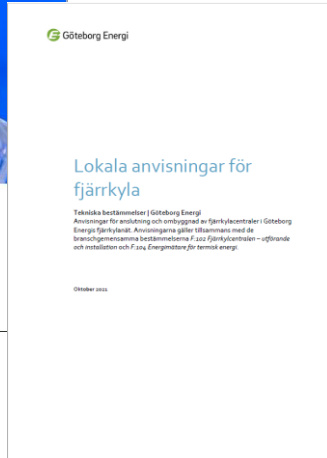 Göteborg Energi
Lokala anvisningar för
fjärrkyla
Tekniska bestämmelser | Göteborg Energi
Anvisningar för anslutning och ombyggnad av fjärrkylacentraler i Göteborg
Energis fjärrkylanät. Anvisningarna gäller tillsammans med de
branschgemensamma bestämmelserna F:102 Fjärrkylcentralen – utförande
och installation och F:104 Energimätare för termisk energi.
Oktober 2021